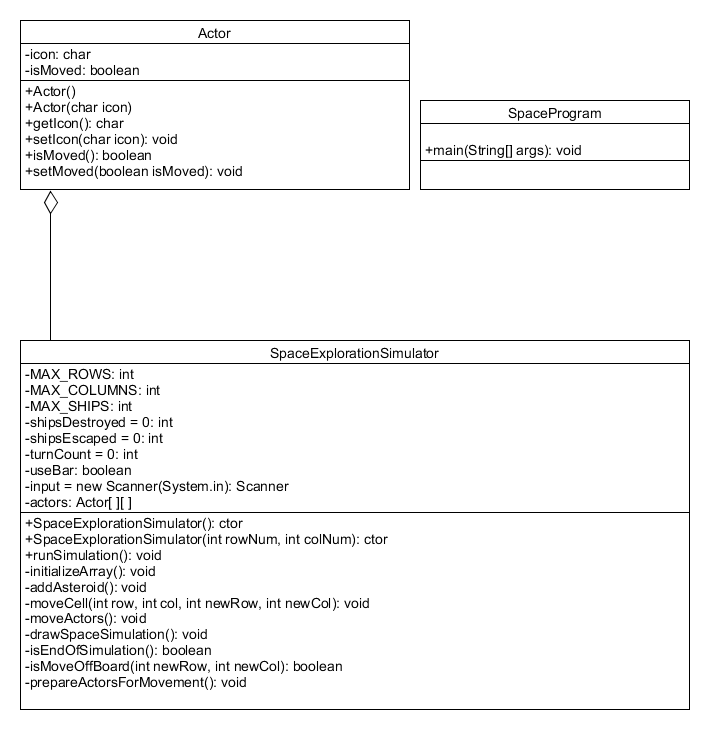 Actor
-icon: char
-isMoved: boolean
+Actor()
+Actor(char icon)
+getIcon(): char
+setIcon(char icon): void
+isMoved(): boolean
+setMoved(boolean isMoved): void
SpaceProgram
+main(String[] args): void
SpaceExplorationSimulator
-MAX_ROWS: int
-MAX_COLUMNS: int
-MAX_SHIPS: int
-shipsDestroyed = 0: int
-shipsEscaped = 0: int
-turnCount = 0: int
-useBar: boolean
-input = new Scanner(System.in): Scanner
-actors: Actor[ ][ ]
+SpaceExplorationSimulator(): ctor
+SpaceExplorationSimulator(int rowNum, int colNum): ctor
+runSimulation(): void
-initializeArray(): void
-addAsteroid(): void
-moveCell(int row, int col, int newRow, int newCol): void
-moveActors(): void
-drawSpaceSimulation(): void
-isEndOfSimulation(): boolean
-isMoveOffBoard(int newRow, int newCol): boolean
-prepareActorsForMovement(): void